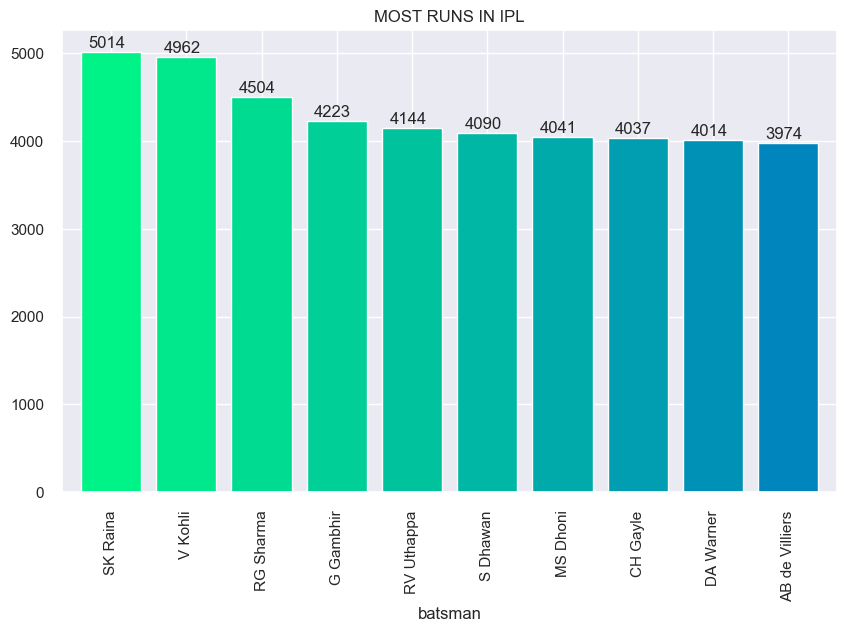 MOST RUNS IN IPL
5014
4962
4504
4223
4144
4090
4041
4037
4014
3974
5000
4000
3000
2000
1000
0
SK Raina
V Kohli
RG Sharma
G Gambhir
RV Uthappa
S Dhawan
MS Dhoni
CH Gayle
DA Warner
AB de Villiers
batsman